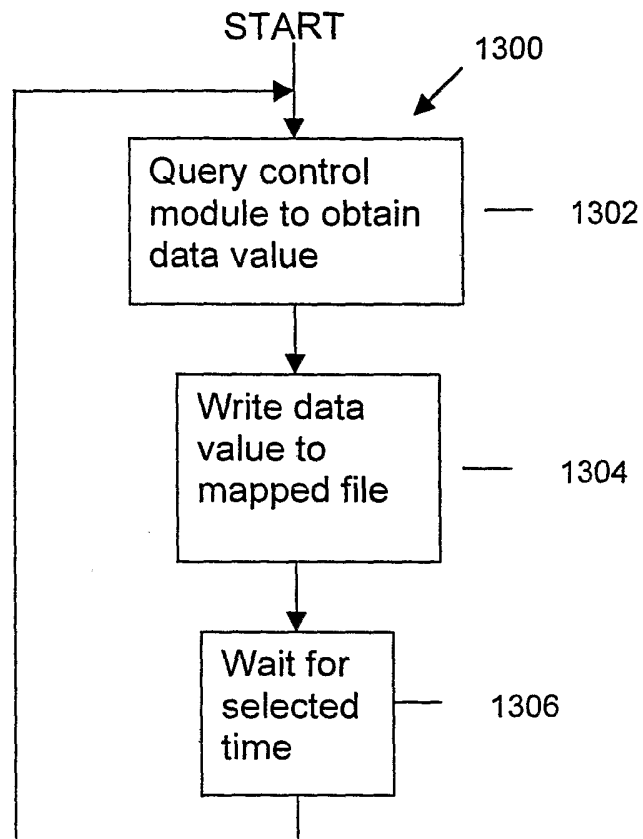 START
1300
Query control
module to obtain
data value
1302
Write data
value to
mapped file
1304
Wait for
selected
time
1306